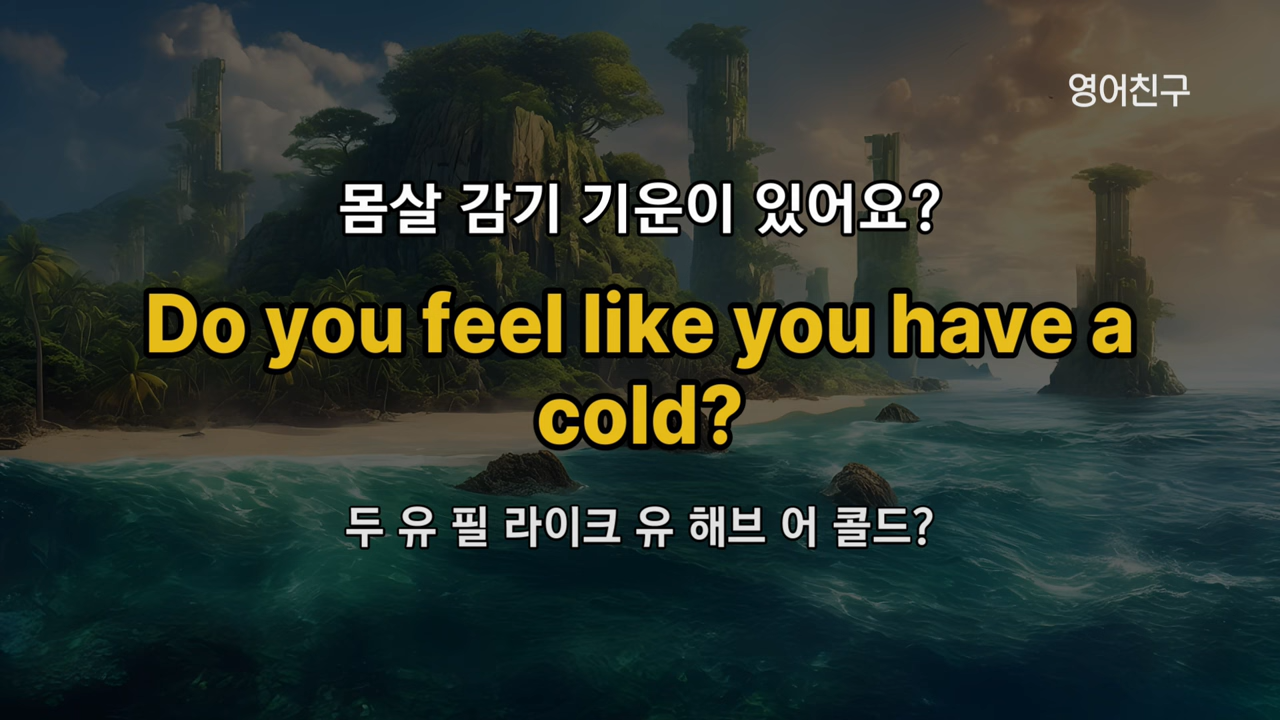 영어친구
몸살 감기 기운이 있어요?
Do you feel like you have a
cold?
두 유 필 라이크 유 해브 어 콜드?